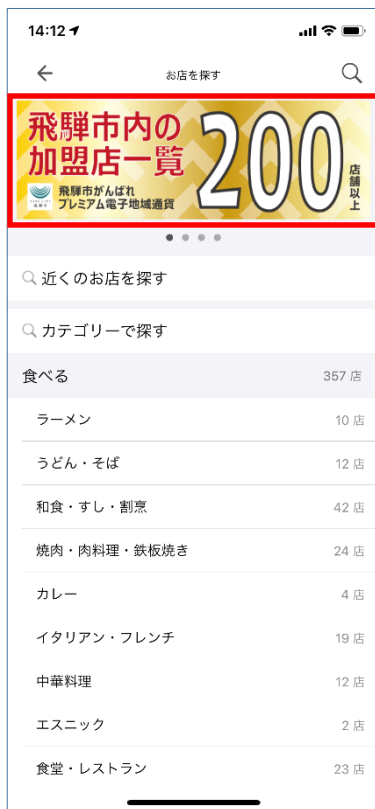 14:12
お店を探す
飛騨市内の
加盟店一覧
飛騨市がんばれ
プレミアム電子地域通貨
200
店舗以上
近くのお店を探す
カテゴリーで探す
食べる 357 店
ラーメン 10 店
うどん・そば 12 店
和食・すし・割烹 42 店
焼肉・肉料理・鉄板焼き 24 店
カレー 4 店
イタリアン・フレンチ 19 店
中華料理 12 店
エスニック 2 店
食堂・レストラン 23 店